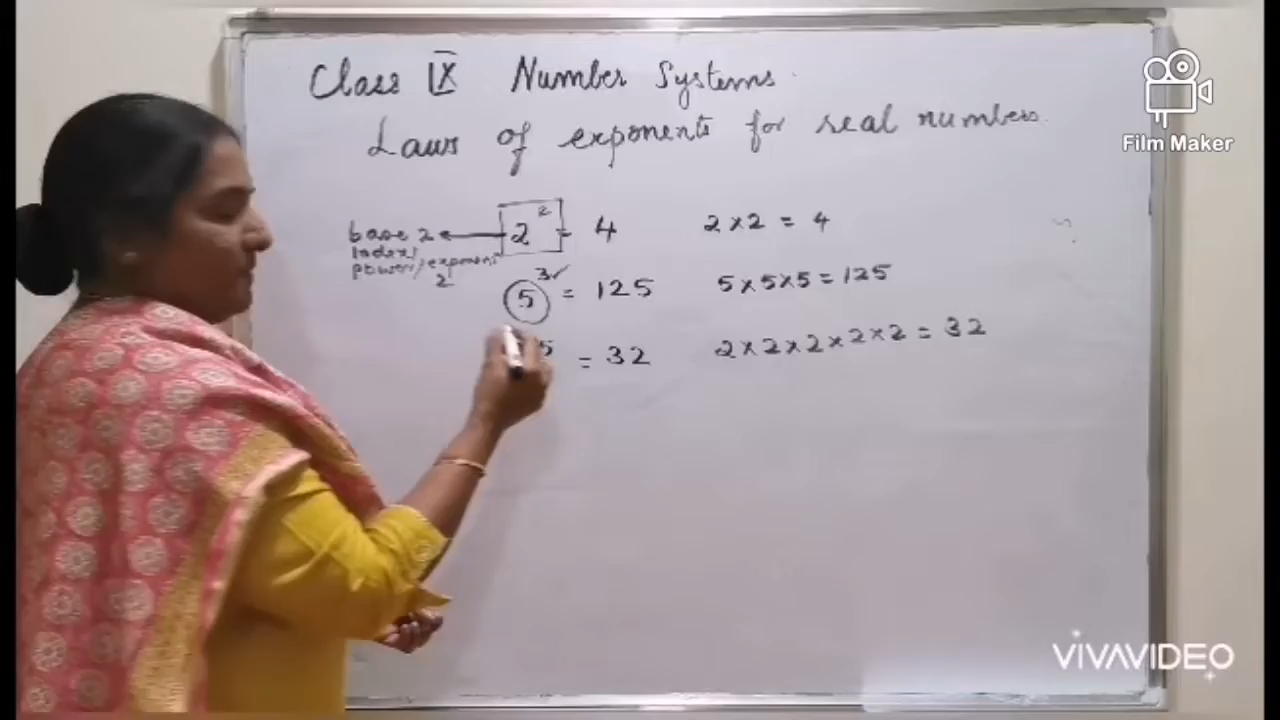 Class IX Number Systems
Laws of exponents for real numbers
base 2 ← 2² = 4 2 × 2 = 4
index/
power/exponent
2
5³ ✓ = 125 5 × 5 × 5 = 125
5 = 32 2 × 2 × 2 × 2 × 2 = 32
Film Maker
VIVAVIDEO